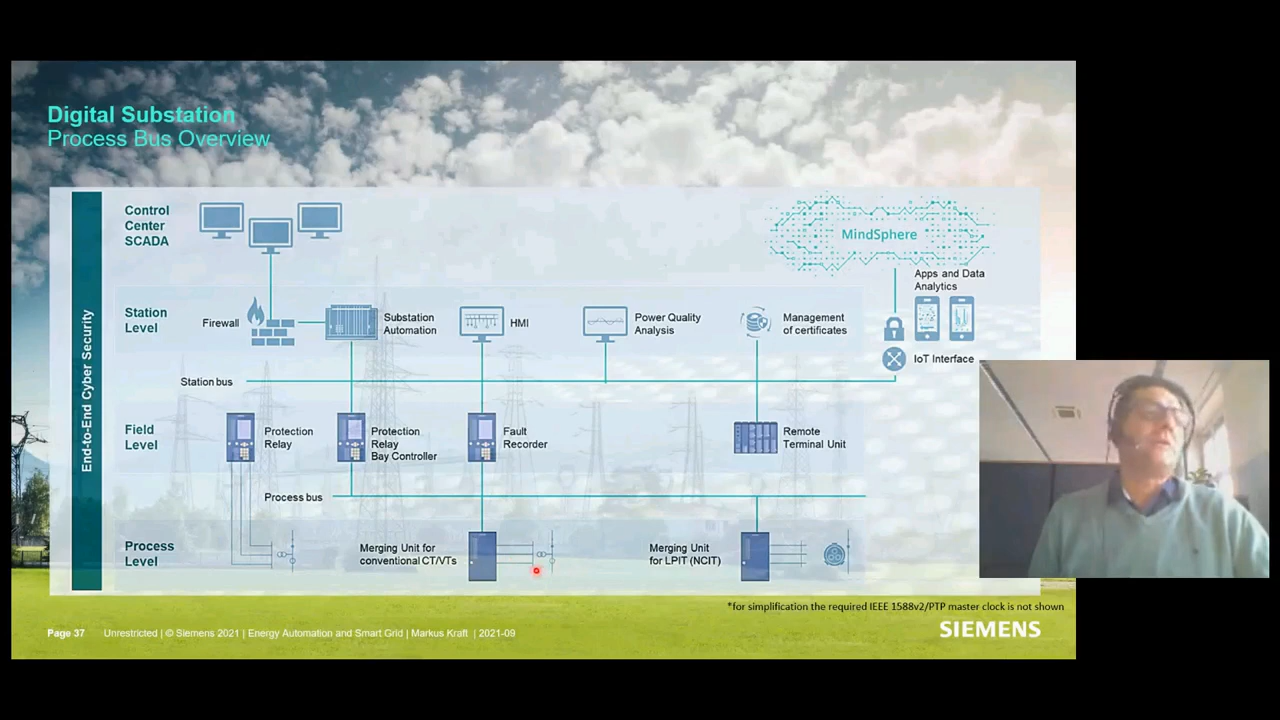 Digital Substation
Process Bus Overview
End-to-End Cyber Security
Control
Center
SCADA
MindSphere
Apps and Data
Analytics
Station
Level
Firewall
Substation
Automation
HMI
Power Quality
Analysis
Management
of certificates
IoT Interface
Station bus
Field
Level
Protection
Relay
Protection
Relay
Bay Controller
Fault
Recorder
Remote
Terminal Unit
Process bus
Process
Level
Merging Unit for
conventional CT/VTs
Merging Unit
for LPIT (NCIT)
*for simplification the required IEEE 1588v2/PTP master clock is not shown
Page 37 Unrestricted | © Siemens 2021 | Energy Automation and Smart Grid | Markus Kraft | 2021-09
SIEMENS